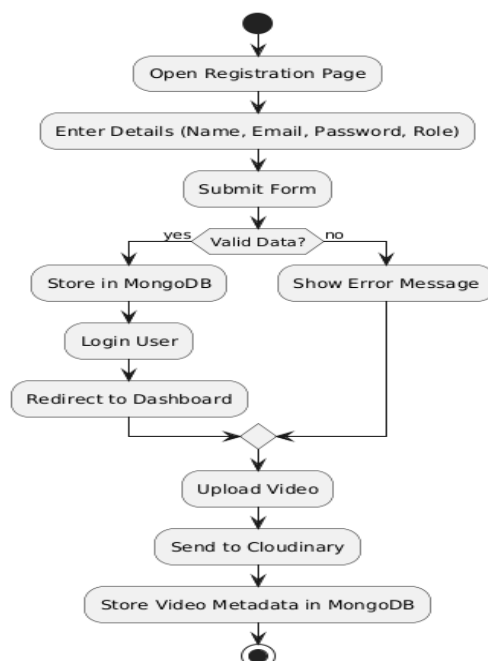 Open Registration Page
Enter Details (Name, Email, Password, Role)
Submit Form
yes
Valid Data?
no
Store in MongoDB
Show Error Message
Login User
Redirect to Dashboard
Upload Video
Send to Cloudinary
Store Video Metadata in MongoDB